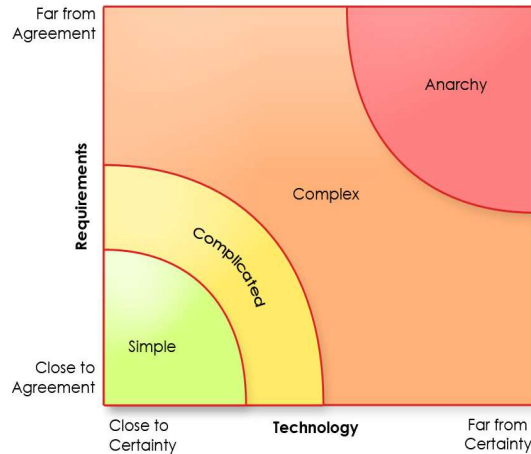 Far from
Agreement
Anarchy
Requirements
Complex
Complicated
Simple
Close to
Agreement
Close to
Certainty
Technology
Far from
Certainty